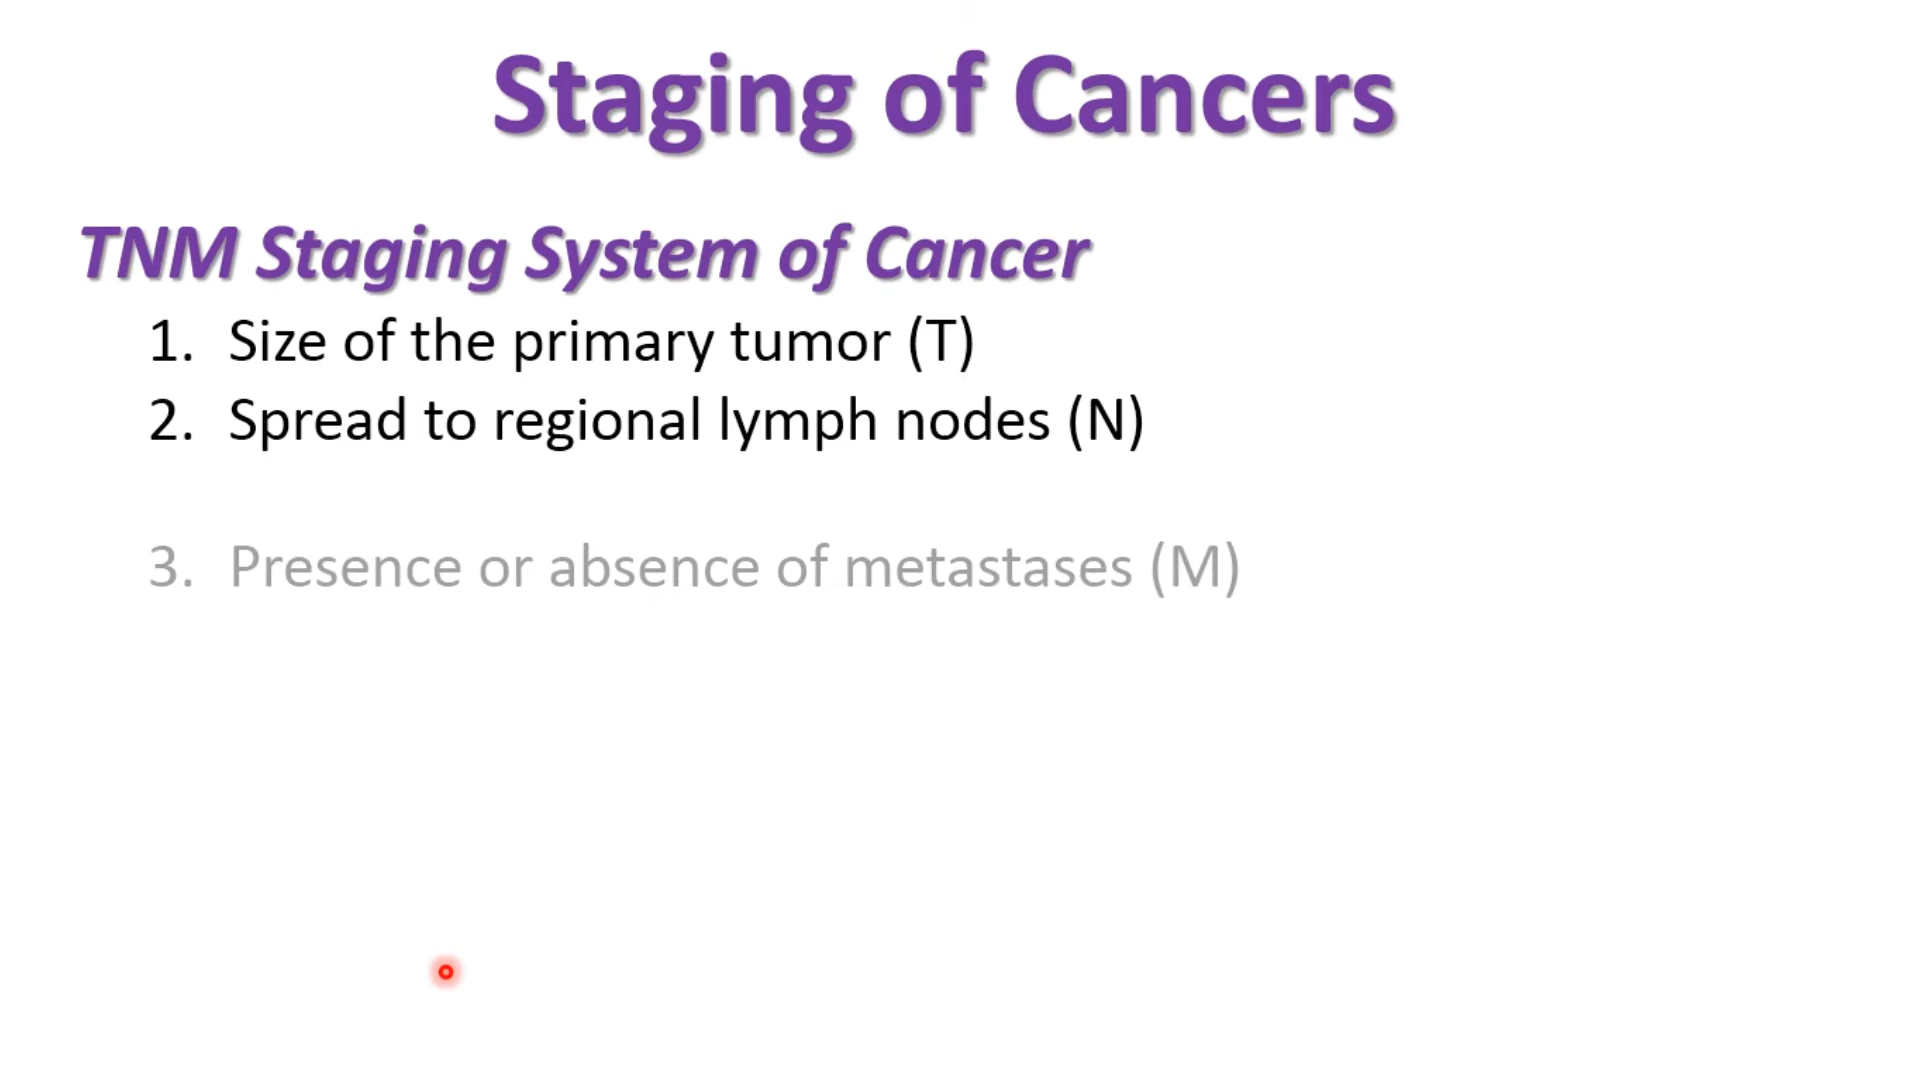 Staging of Cancers
TNM Staging System of Cancer
1. Size of the primary tumor (T)
2. Spread to regional lymph nodes (N)
3. Presence or absence of metastases (M)